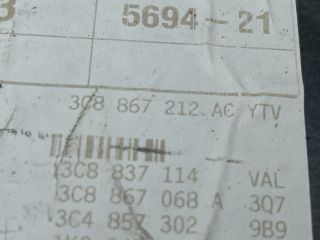 3 5694-21
3C8 867 212 AC YTV
3C8 837 114 VAL
3C8 867 068 A 3Q7
3C4 857 302 9B9